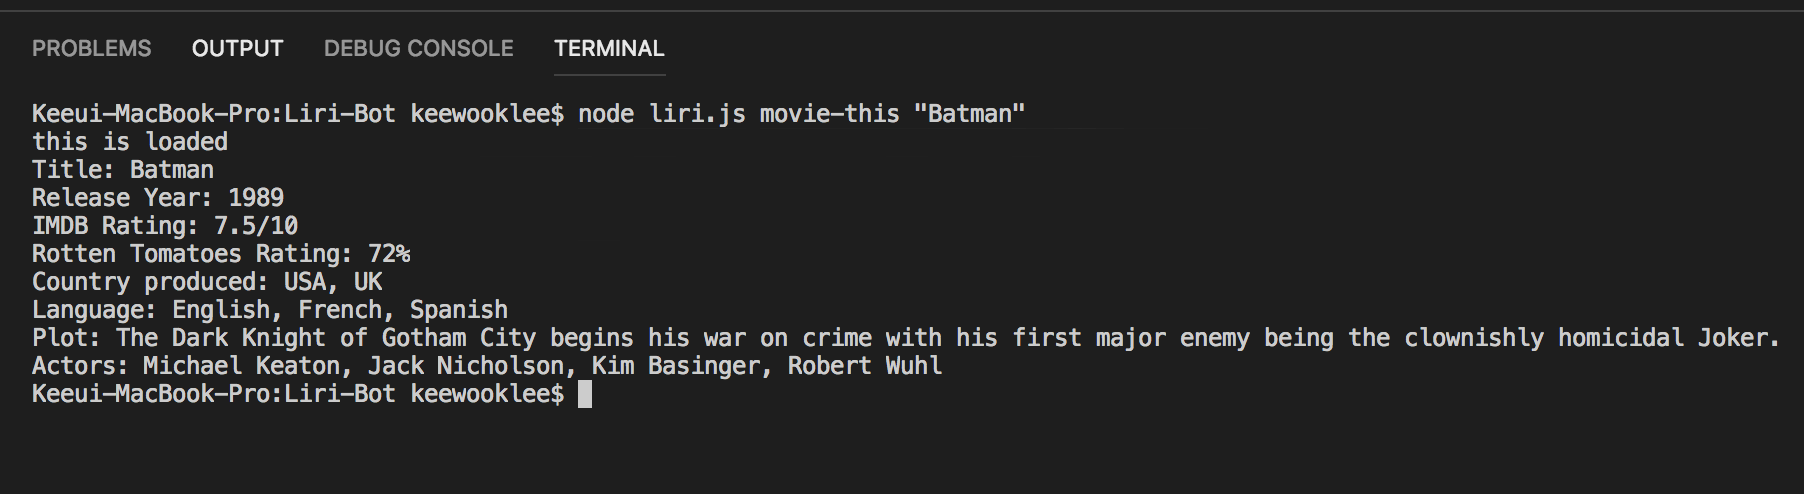 PROBLEMS OUTPUT DEBUG CONSOLE TERMINAL
Keeui-MacBook-Pro:Liri-Bot keewooklee$ node liri.js movie-this "Batman"
this is loaded
Title: Batman
Release Year: 1989
IMDB Rating: 7.5/10
Rotten Tomatoes Rating: 72%
Country produced: USA, UK
Language: English, French, Spanish
Plot: The Dark Knight of Gotham City begins his war on crime with his first major enemy being the clownishly homicidal Joker.
Actors: Michael Keaton, Jack Nicholson, Kim Basinger, Robert Wuhl
Keeui-MacBook-Pro:Liri-Bot keewooklee$